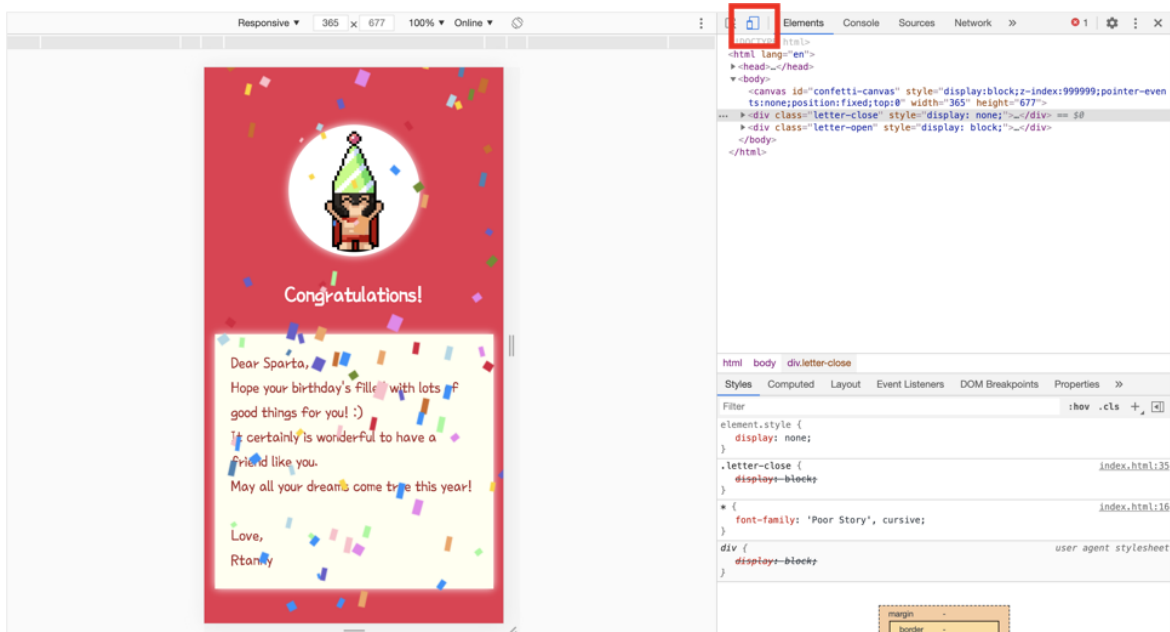 Responsive ▼ 365 x 677 100% ▼ Online ▼
Elements Console Sources Network » 1
<!DOCTYPE html>
<html lang="en">
▶<head>…</head>
▼<body>
<canvas id="confetti-canvas" style="display:block;z-index:999999;pointer-even
ts:none;position:fixed;top:0" width="365" height="677">
… ▶<div class="letter-close" style="display: none;">…</div> == $0
▶<div class="letter-open" style="display: block;">…</div>
</body>
</html>
Congratulations!
Dear Sparta,
Hope your birthday's filled with lots of
good things for you! :)
It certainly is wonderful to have a
friend like you.
May all your dreams come true this year!
Love,
Rtanny
html body div.letter-close
Styles Computed Layout Event Listeners DOM Breakpoints Properties »
Filter :hov .cls +
element.style {
display: none;
}
.letter-close { index.html:35
display: block;
}
* { index.html:16
font-family: 'Poor Story', cursive;
}
div { user agent stylesheet
display: block;
}
margin -
border -